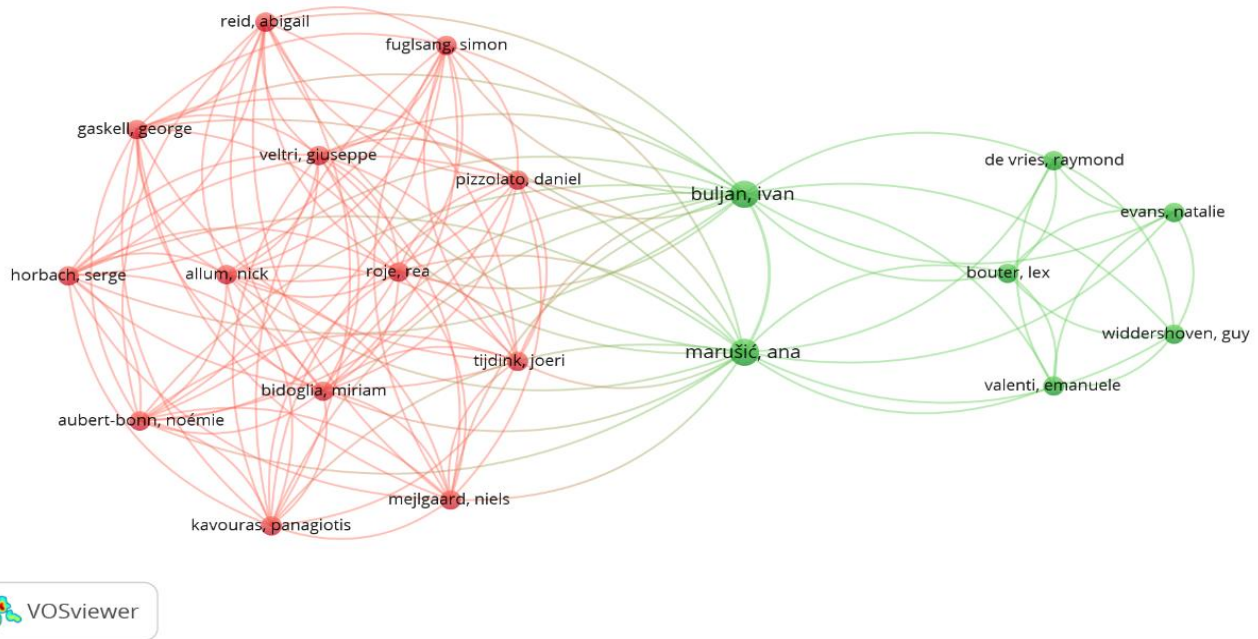 reid, abigail
fuglsang, simon
gaskell, george
veltri, giuseppe
pizzolato, daniel
de vries, raymond
buljan, ivan
evans, natalie
horbach, serge
allum, nick
roje, rea
bouter, lex
marušić, ana
widdershoven, guy
tijdink, joeri
bidoglia, miriam
valenti, emanuele
aubert-bonn, noémie
mejlgaard, niels
kavouras, panagiotis
VOSviewer